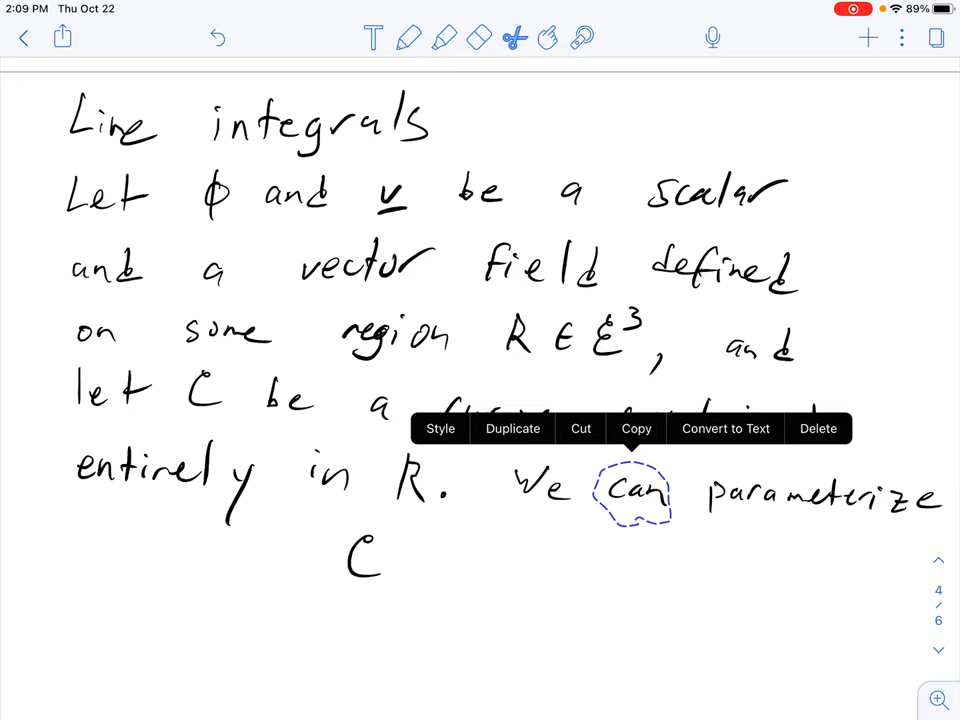 2:09 PM Thu Oct 22 89%
Line integrals
Let ϕ and v be a scalar
and a vector field defined
on some region R ∈ ℰ³, and
let C be a
Style Duplicate Cut Copy Convert to Text Delete
entirely in R. We can parameterize
C
4
/
6